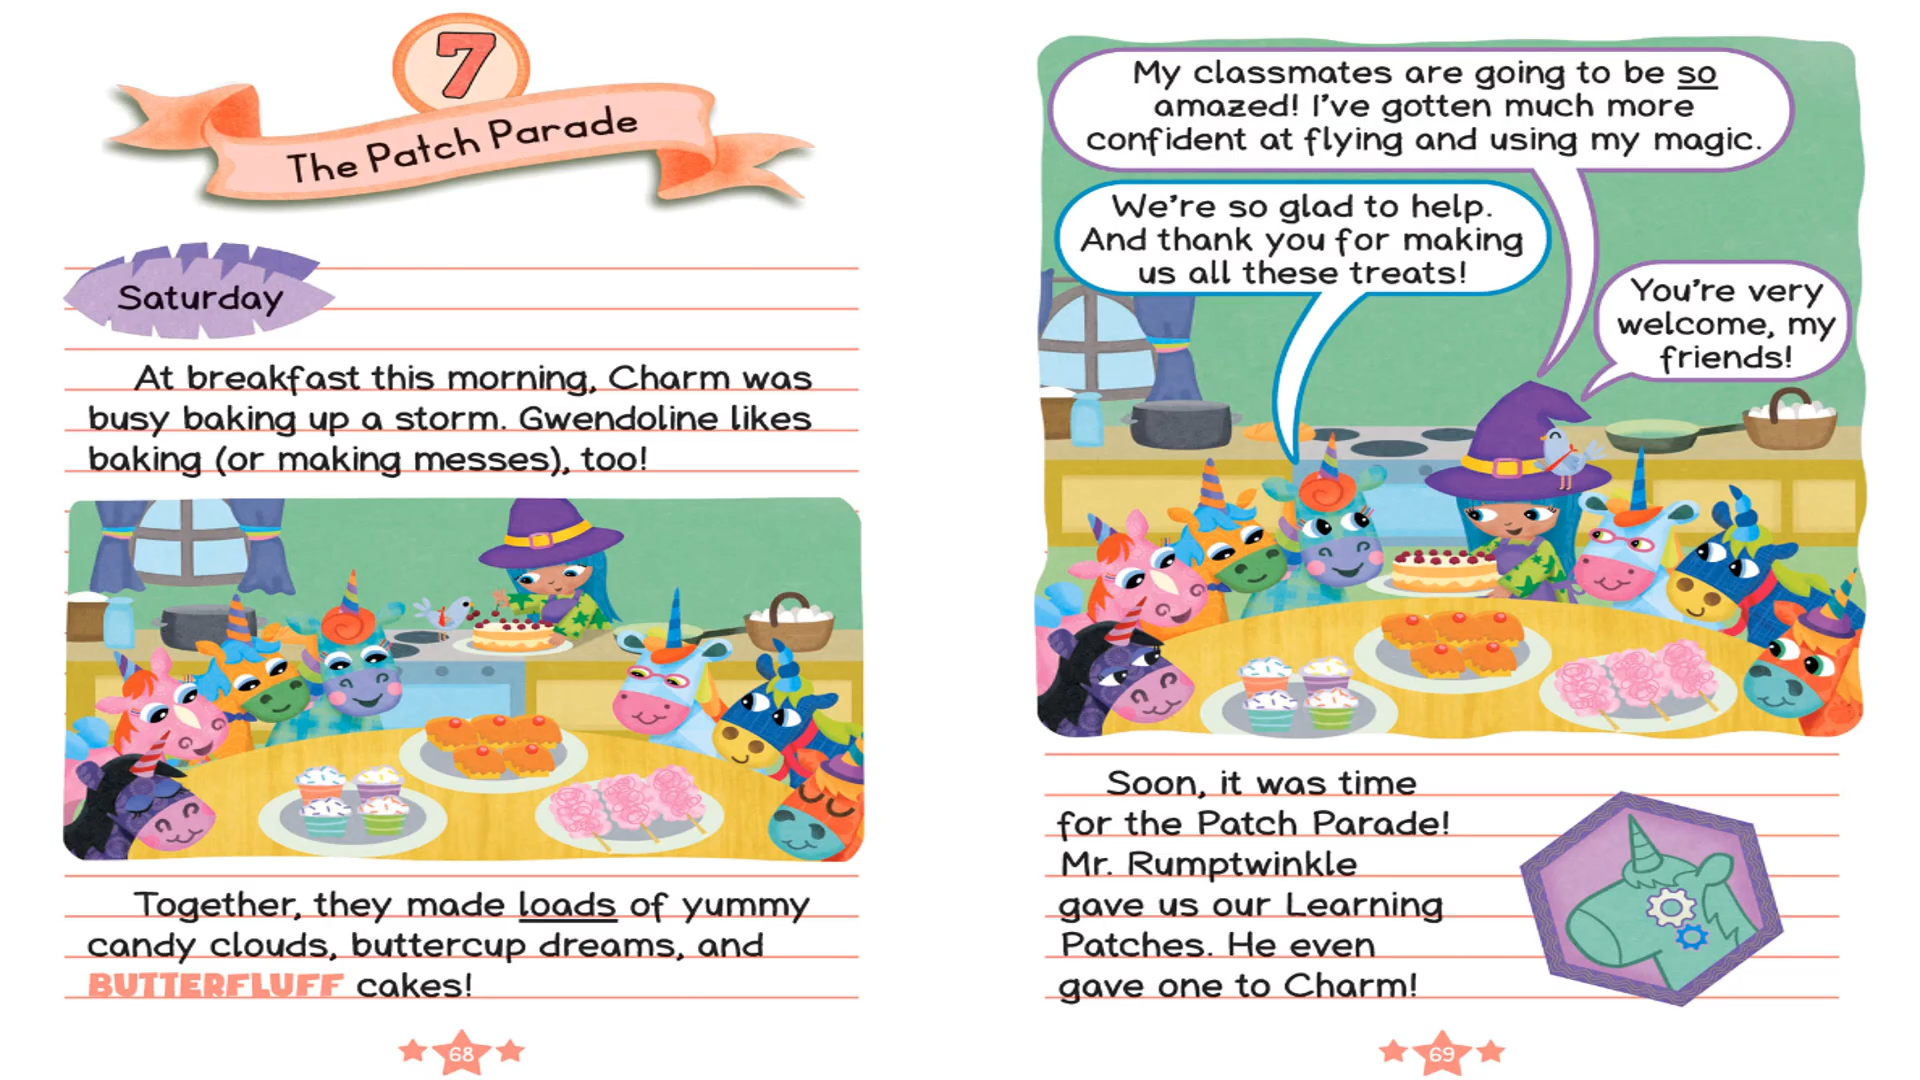 7
The Patch Parade
Saturday
At breakfast this morning, Charm was
busy baking up a storm. Gwendoline likes
baking (or making messes), too!
Together, they made loads of yummy
candy clouds, buttercup dreams, and
BUTTERFLUFF cakes!
68
My classmates are going to be so
amazed! I've gotten much more
confident at flying and using my magic.
We're so glad to help.
And thank you for making
us all these treats!
You're very
welcome, my
friends!
Soon, it was time
for the Patch Parade!
Mr. Rumptwinkle
gave us our Learning
Patches. He even
gave one to Charm!
69